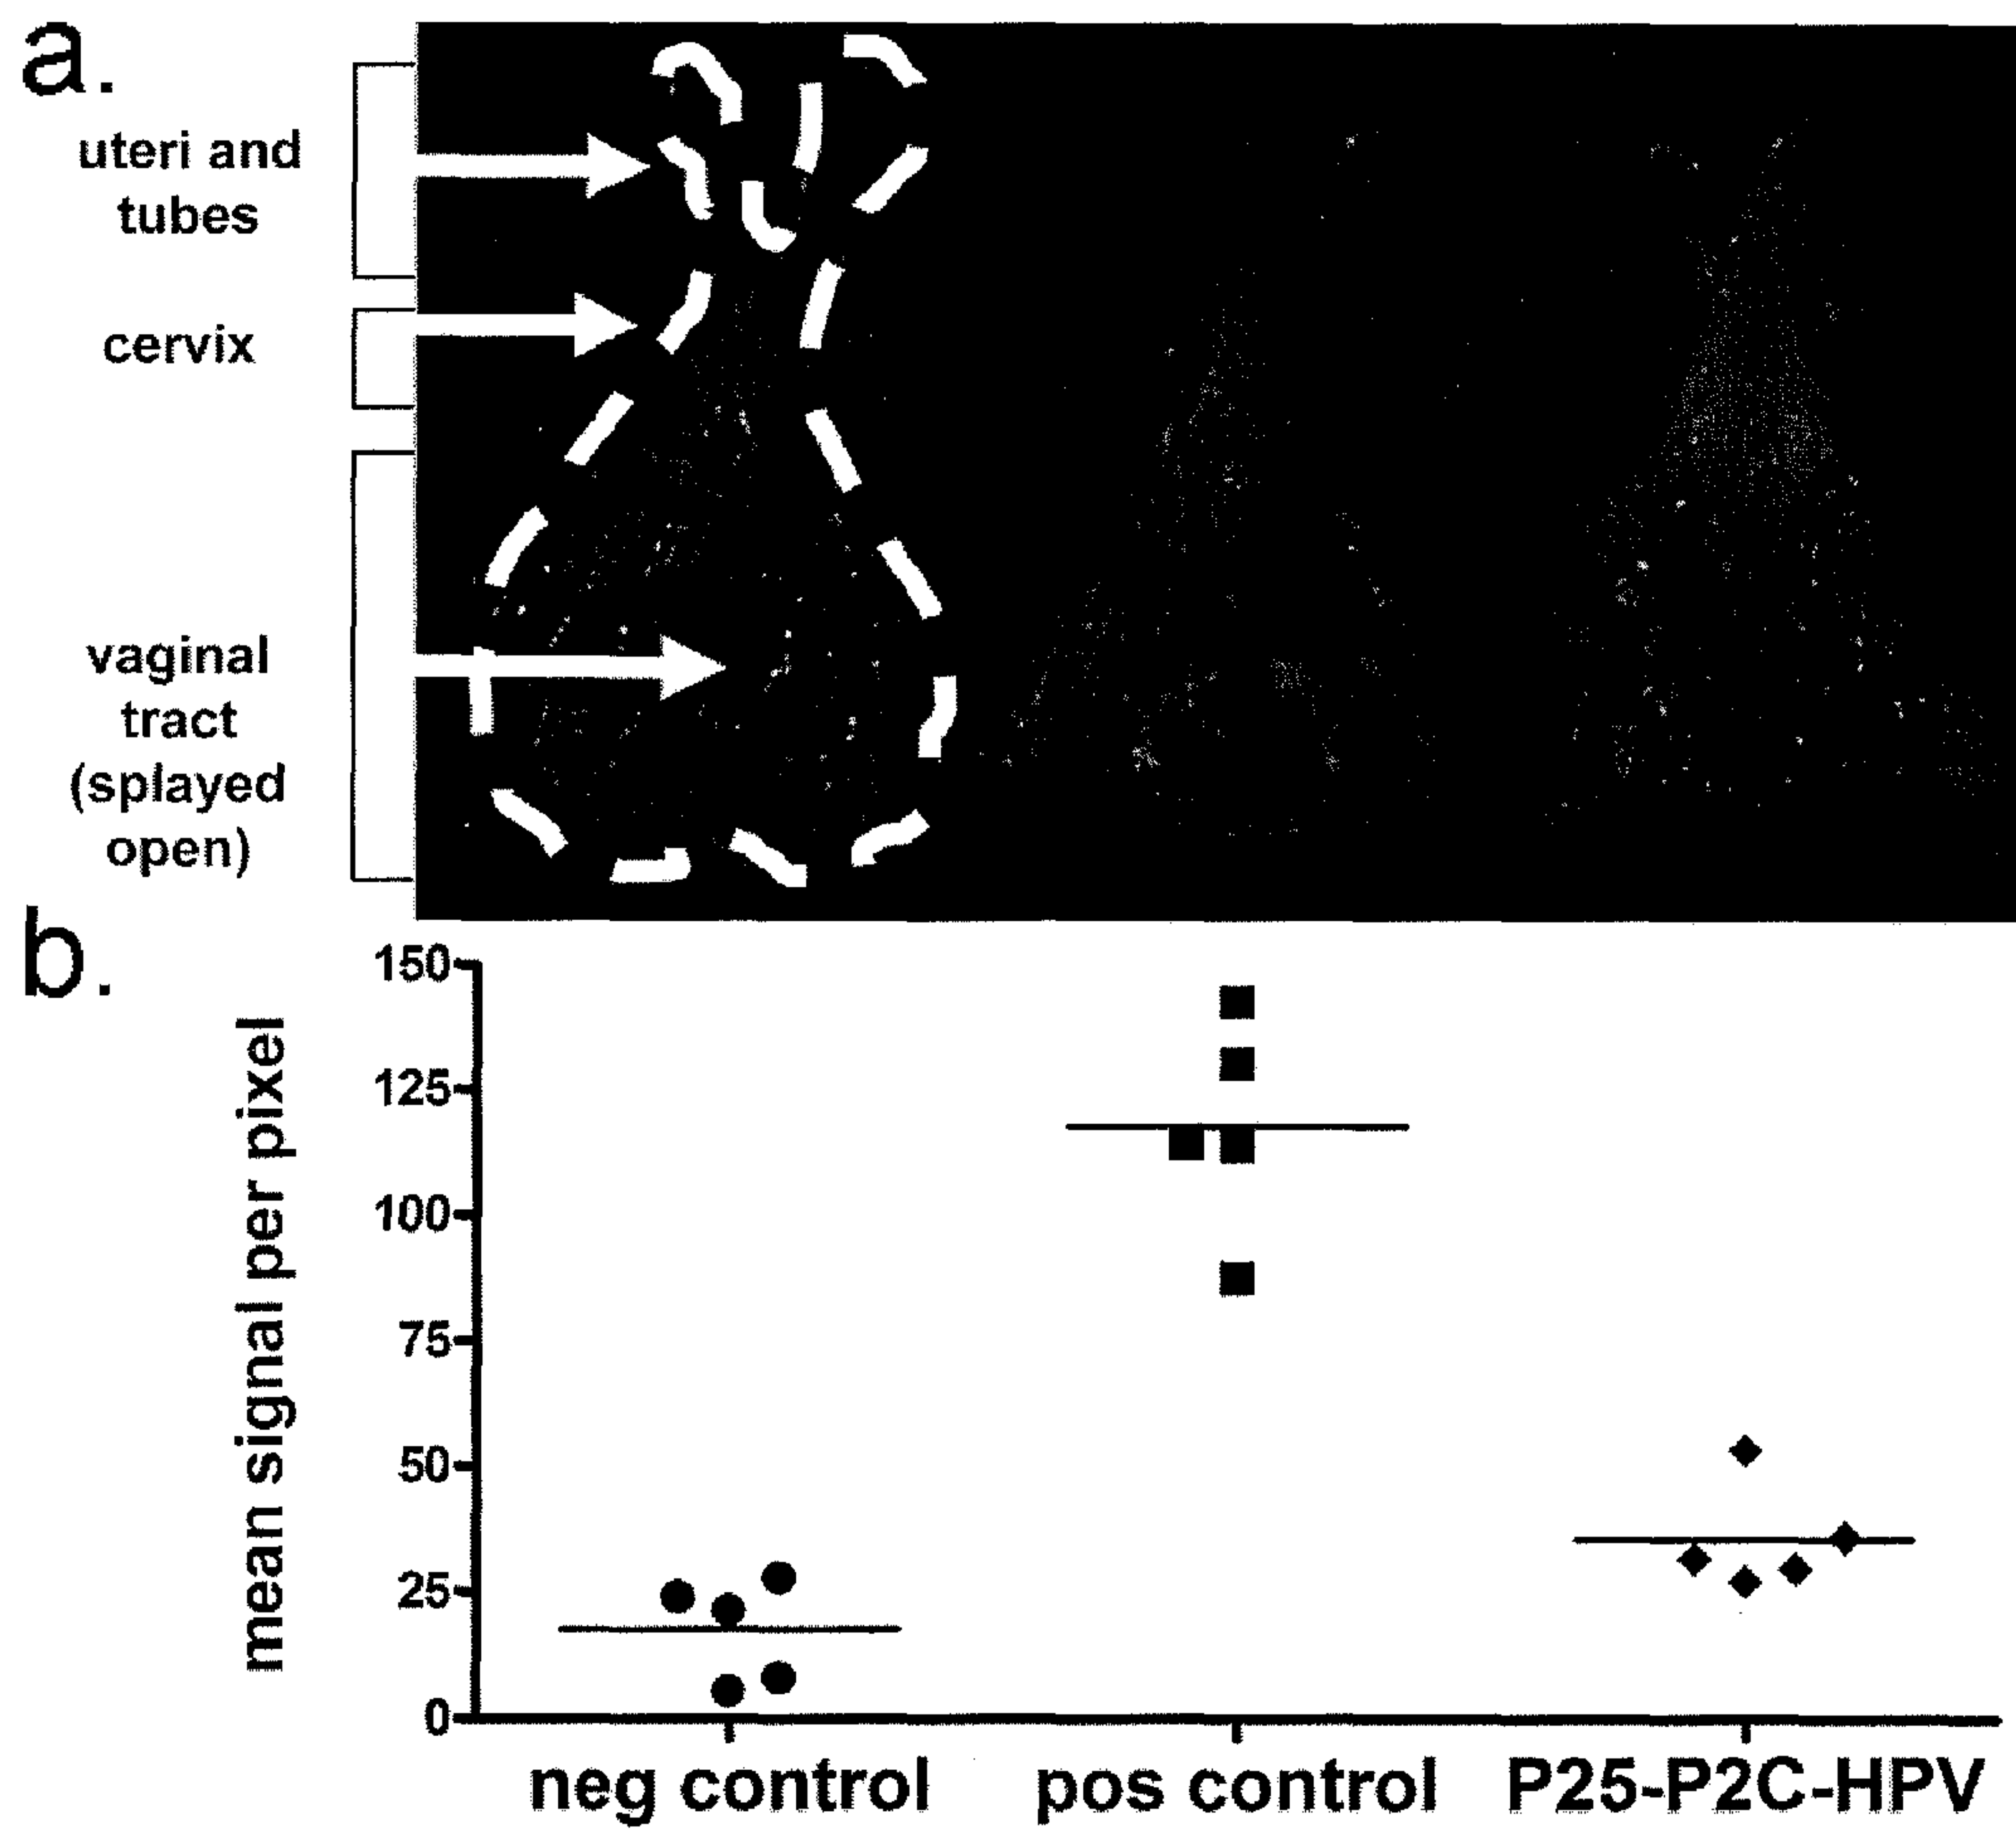 a.
uteri and
tubes
cervix
vaginal
tract
(splayed
open)
b.
mean signal per pixel
150
125
100
75
50
25
0
neg control
pos control
P25-P2C-HPV